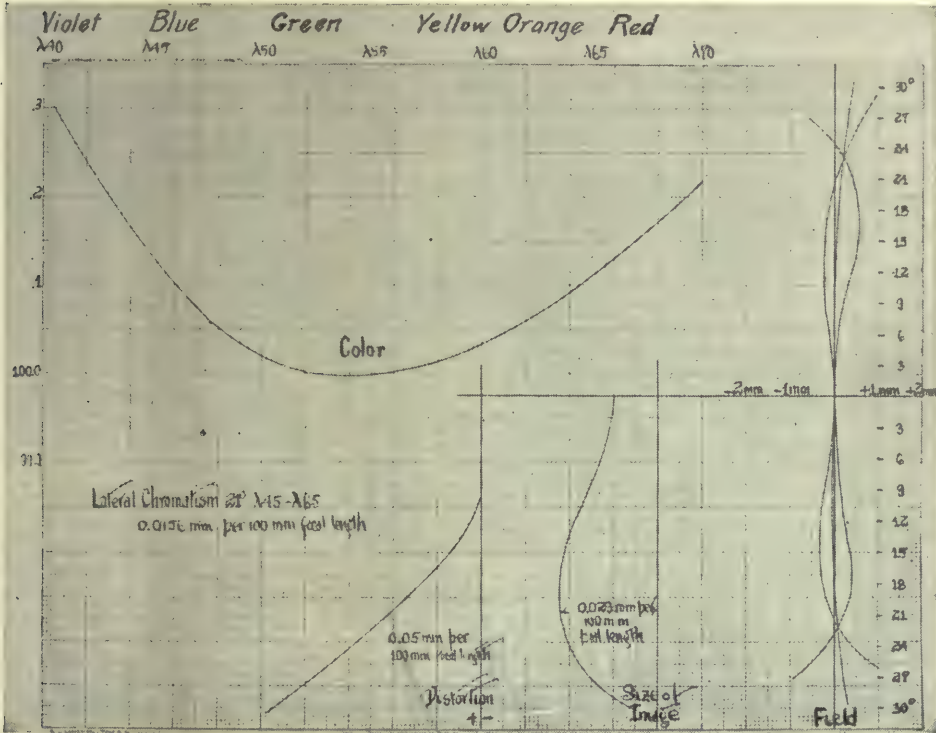 Violet Blue Green Yellow Orange Red
λ40 λ45 λ50 λ55 λ60 λ65 λ70
30°
27
.3
24
21
.2
18
15
.1
12
9
6
Color
3
100.0
-1mm +1mm +2mm
3
6
9
Lateral Chromatism 21° λ45-λ65
mm per 100 mm focal length
12
15
18
0.023 mm per
100 mm
focal length
21
0.05 mm per
100 mm focal length
24
27
Distortion
Size of
Image
30°
Field